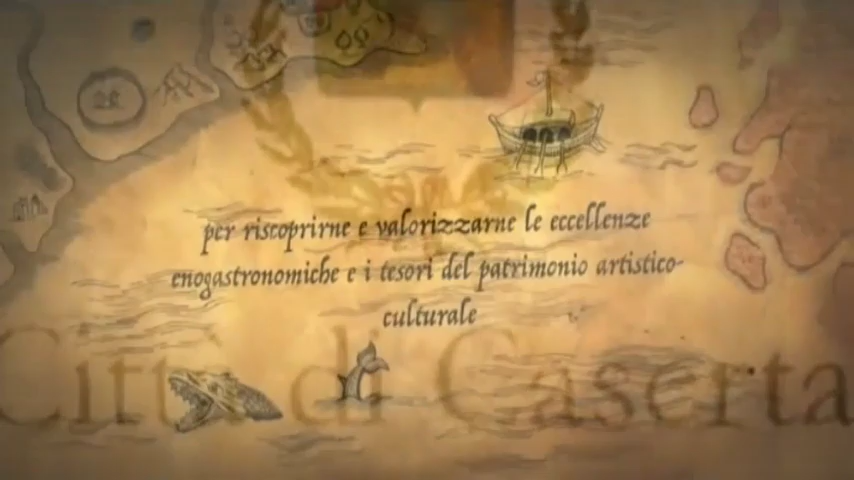 per riscoprirne e valorizzarne le eccellenze
enogastronomiche e i tesori del patrimonio artistico-
culturale
Città di Caserta